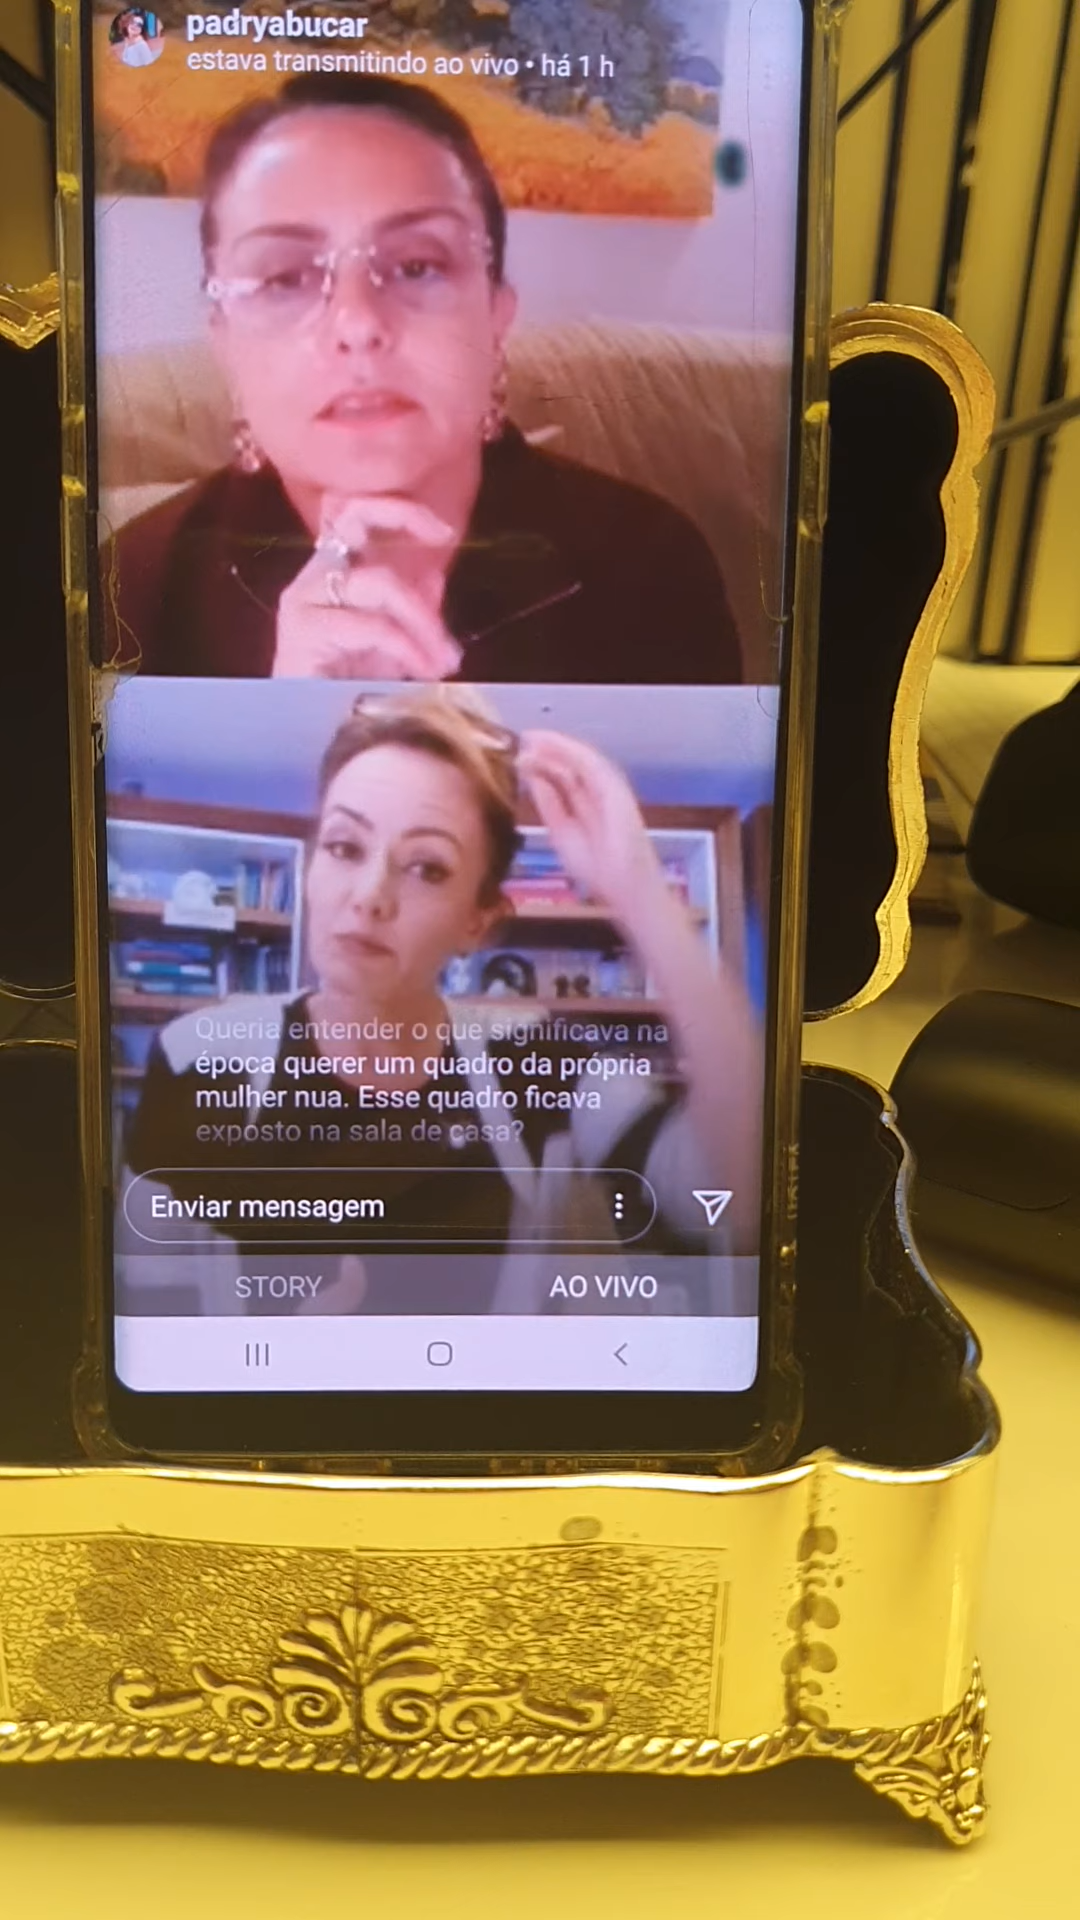 padryabucar
estava transmitindo ao vivo • há 1 h
Queria entender o que significava na
época querer um quadro da própria
mulher nua. Esse quadro ficava
exposto na sala de casa?
Enviar mensagem
STORY
AO VIVO